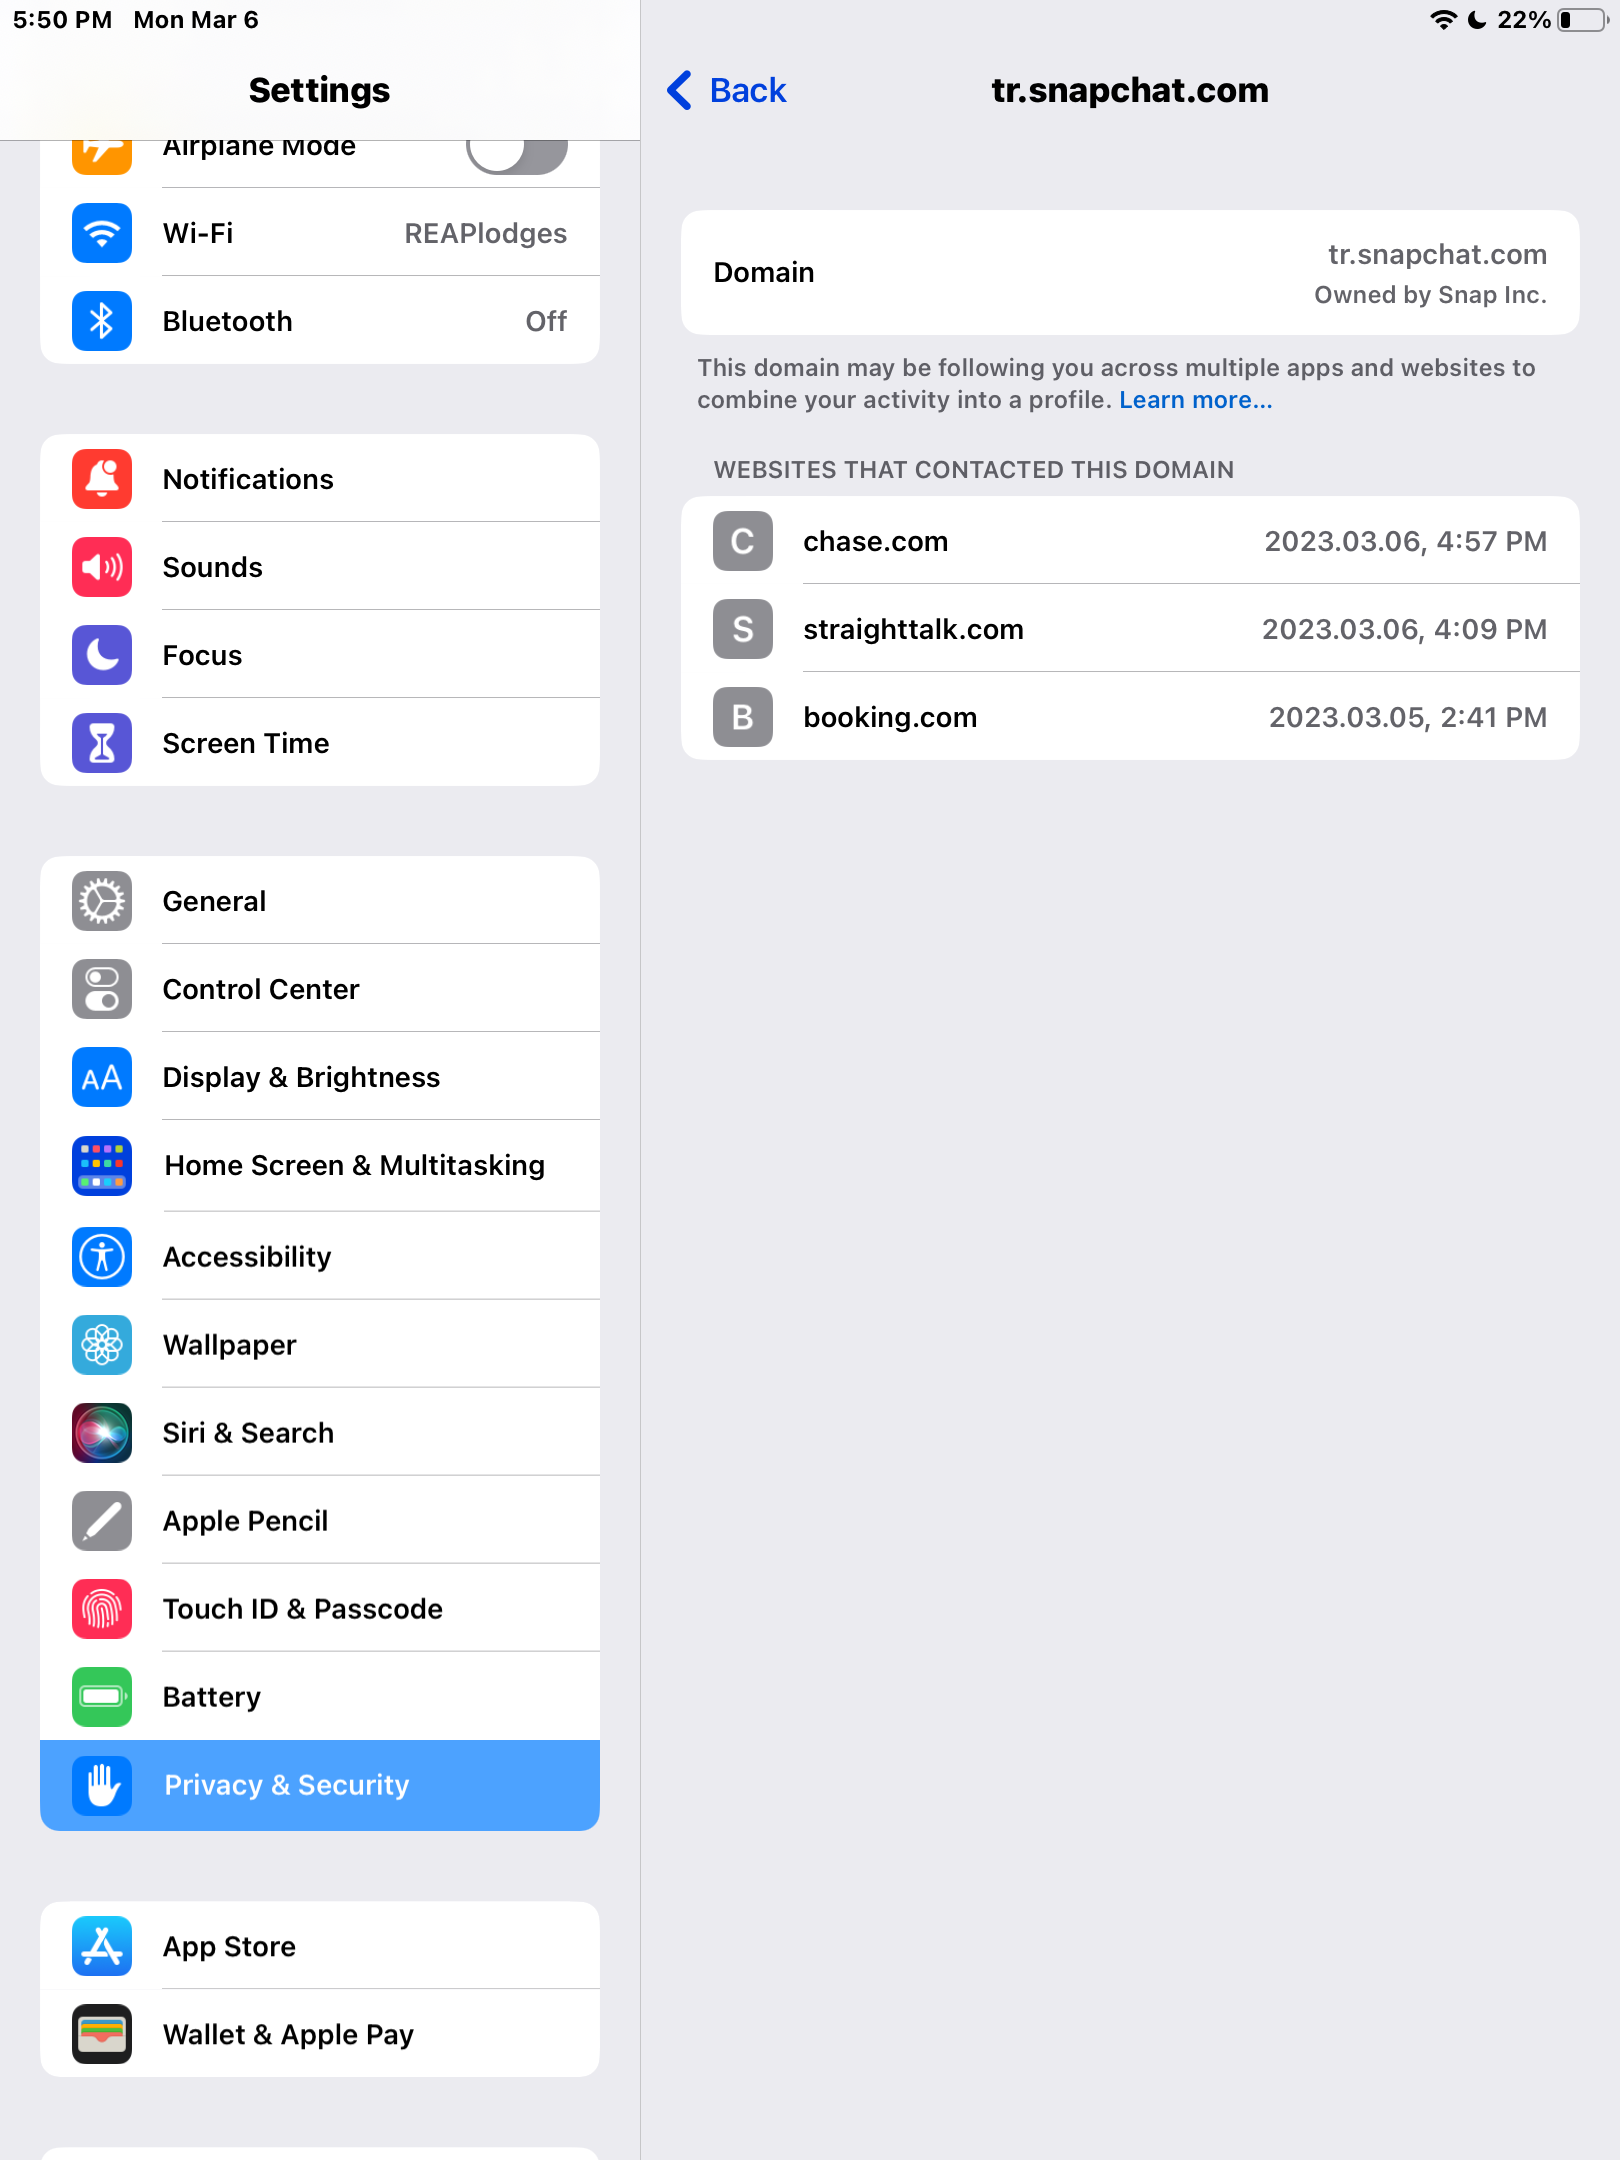 5:50 PM Mon Mar 6
22%
Settings
Airplane Mode
Wi-Fi REAPlodges
Bluetooth Off
Notifications
Sounds
Focus
Screen Time
General
Control Center
AA Display & Brightness
Home Screen & Multitasking
Accessibility
Wallpaper
Siri & Search
Apple Pencil
Touch ID & Passcode
Battery
Privacy & Security
App Store
Wallet & Apple Pay
Back
tr.snapchat.com
Domain
tr.snapchat.com
Owned by Snap Inc.
This domain may be following you across multiple apps and websites to
combine your activity into a profile. Learn more...
WEBSITES THAT CONTACTED THIS DOMAIN
C chase.com 2023.03.06, 4:57 PM
S straighttalk.com 2023.03.06, 4:09 PM
B booking.com 2023.03.05, 2:41 PM